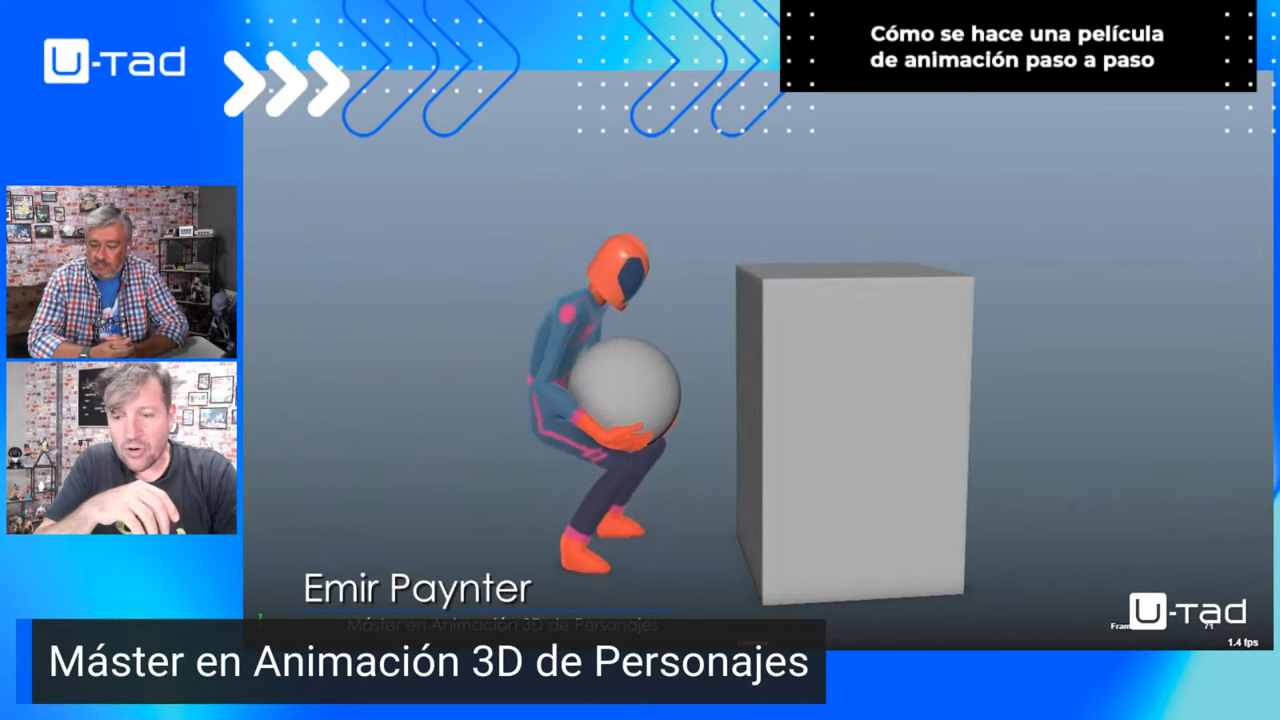 U-tad
Cómo se hace una película
de animación paso a paso
Emir Paynter
Máster en Animación 3D de Personajes
U-tad
71
1.4 fps
Máster en Animación 3D de Personajes